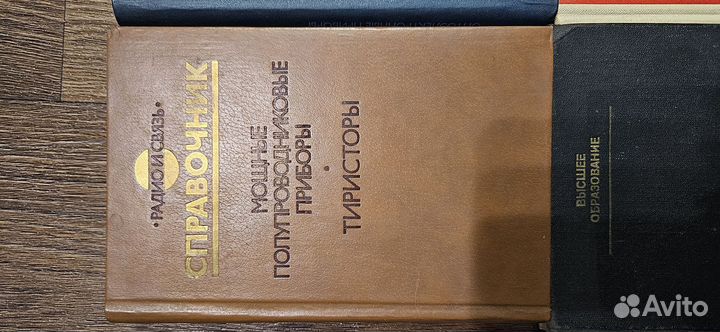 •РАДИО И СВЯЗЬ•
СПРАВОЧНИК
МОЩНЫЕ
ПОЛУПРОВОДНИКОВЫЕ
ПРИБОРЫ
•
ТИРИСТОРЫ
ВЫСШЕЕ
ОБРАЗОВАНИЕ
Avito